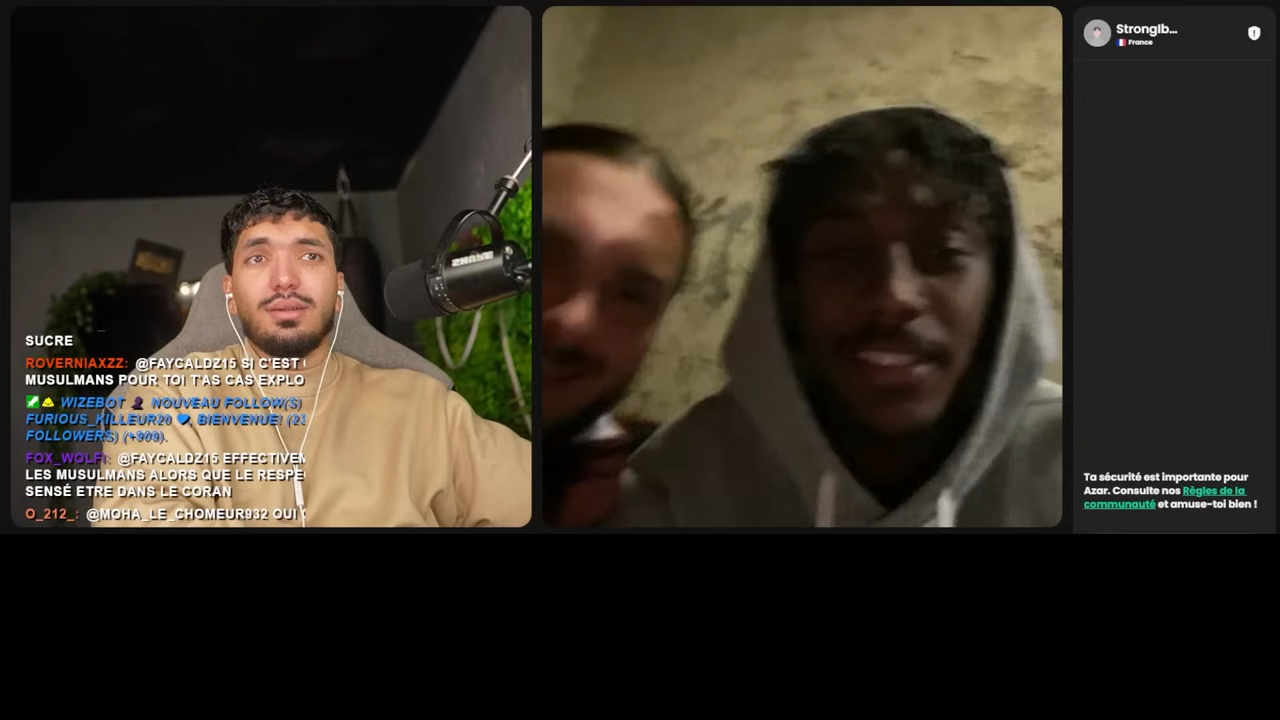 SUCRE
ROVERNIAXZZ: @FAYCALDZ15 SI C'EST
MUSULMANS POUR TOI T'AS CAS EXPLO
WIZEBOT NOUVEAU FOLLOW(S)
FURIOUS_KILLEUR20 💙, BIENVENUE!
FOLLOWERS) (+909).
FOX_WOLFI: @FAYCALDZ15 EFFECTIVEM
LES MUSULMANS ALORS QUE LE RESPE
SENSÉ ETRE DANS LE CORAN
O_212_: @MOHA_LE_CHOMEUR932 OUI
StrongIb...
France
Ta sécurité est importante pour
Azar. Consulte nos Règles de la
communauté et amuse-toi bien !